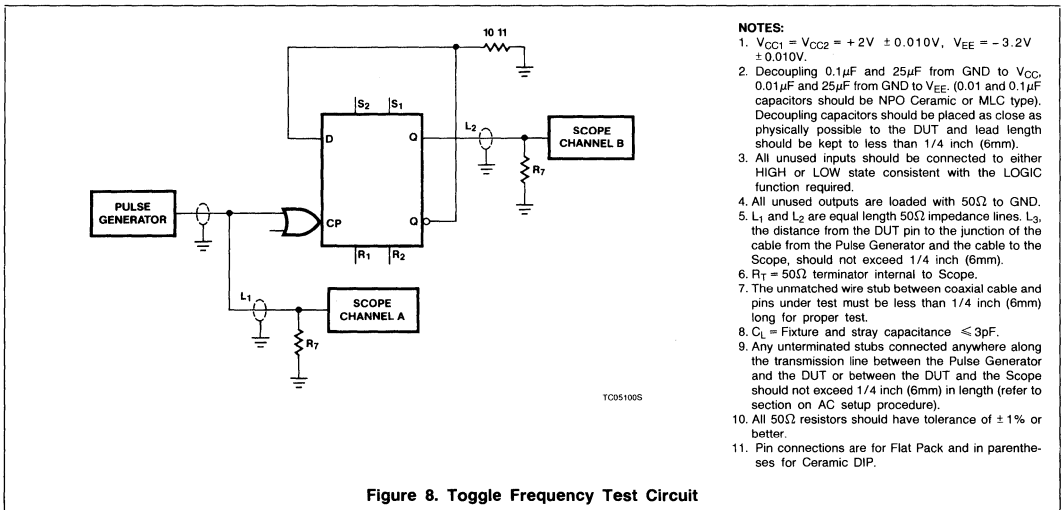 10 11
S2 S1
D
Q
L2
SCOPE
CHANNEL B
R7
PULSE
GENERATOR
CP
Q
R1 R2
L1
SCOPE
CHANNEL A
R7
TC05100S
NOTES:
1. VCC1 = VCC2 = +2V ±0.010V, VEE = -3.2V
±0.010V.
2. Decoupling 0.1μF and 25μF from GND to VCC,
0.01μF and 25μF from GND to VEE. (0.01 and 0.1μF
capacitors should be NPO Ceramic or MLC type).
Decoupling capacitors should be placed as close as
physically possible to the DUT and lead length
should be kept to less than 1/4 inch (6mm).
3. All unused inputs should be connected to either
HIGH or LOW state consistent with the LOGIC
function required.
4. All unused outputs are loaded with 50Ω to GND.
5. L1 and L2 are equal length 50Ω impedance lines. L3,
the distance from the DUT pin to the junction of the
cable from the Pulse Generator and the cable to the
Scope, should not exceed 1/4 inch (6mm).
6. RT = 50Ω terminator internal to Scope.
7. The unmatched wire stub between coaxial cable and
pins under test must be less than 1/4 inch (6mm)
long for proper test.
8. CL = Fixture and stray capacitance ⩽ 3pF.
9. Any unterminated stubs connected anywhere along
the transmission line between the Pulse Generator
and the DUT or between the DUT and the Scope
should not exceed 1/4 inch (6mm) in length (refer to
section on AC setup procedure).
10. All 50Ω resistors should have tolerance of ±1% or
better.
11. Pin connections are for Flat Pack and in parenthe-
ses for Ceramic DIP.
Figure 8. Toggle Frequency Test Circuit